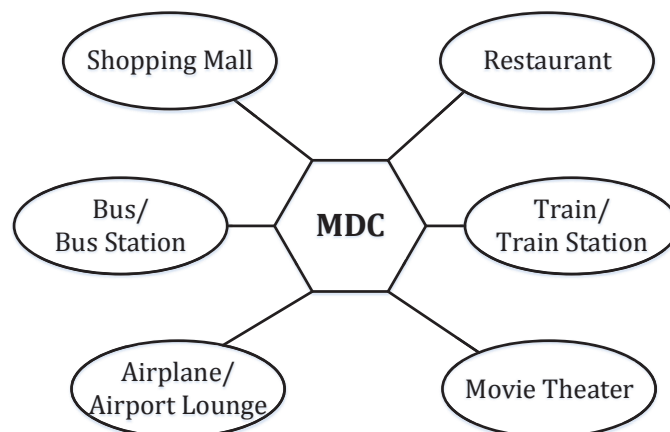 Shopping Mall
Restaurant
Bus/
Bus Station
MDC
Train/
Train Station
Airplane/
Airport Lounge
Movie Theater